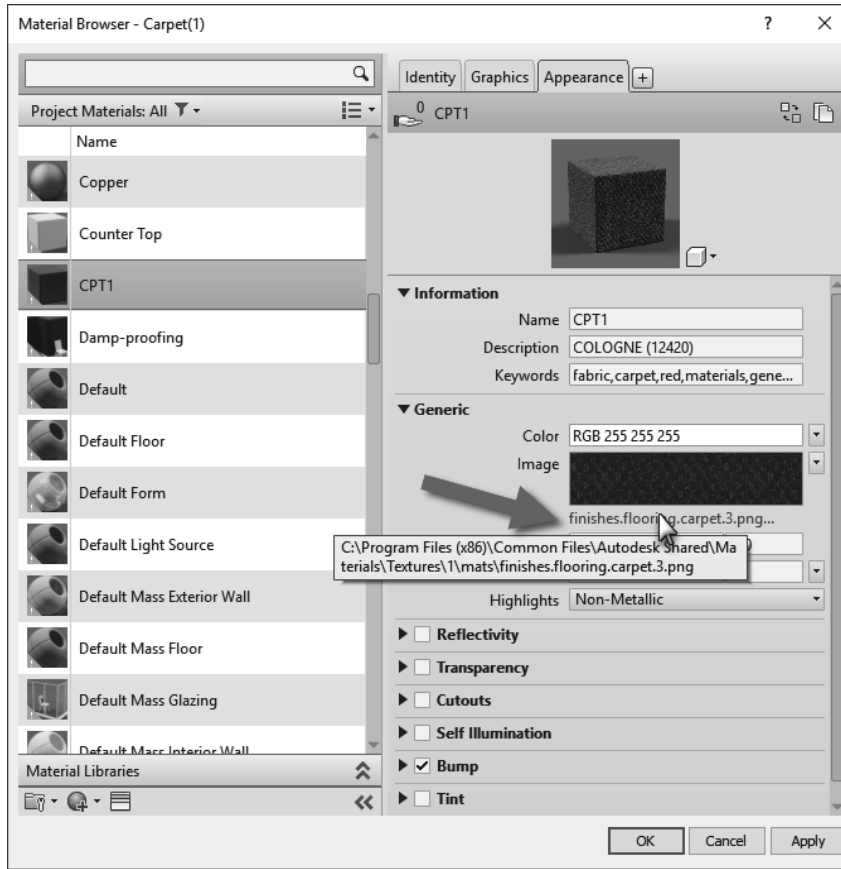 Material Browser - Carpet(1)
?
Project Materials: All
Name
Copper
Counter Top
CPT1
Damp-proofing
Default
Default Floor
Default Form
Default Light Source
Default Mass Exterior Wall
Default Mass Floor
Default Mass Glazing
Default Mass Interior Wall
Material Libraries
Identity
Graphics
Appearance
0
CPT1
Information
Name CPT1
Description COLOGNE (12420)
Keywords fabric,carpet,red,materials,gene...
Generic
Color RGB 255 255 255
Image
finishes.flooring.carpet.3.png...
C:\Program Files (x86)\Common Files\Autodesk Shared\Ma
terials\Textures\1\mats\finishes.flooring.carpet.3.png
Highlights Non-Metallic
Reflectivity
Transparency
Cutouts
Self Illumination
Bump
Tint
OK Cancel Apply